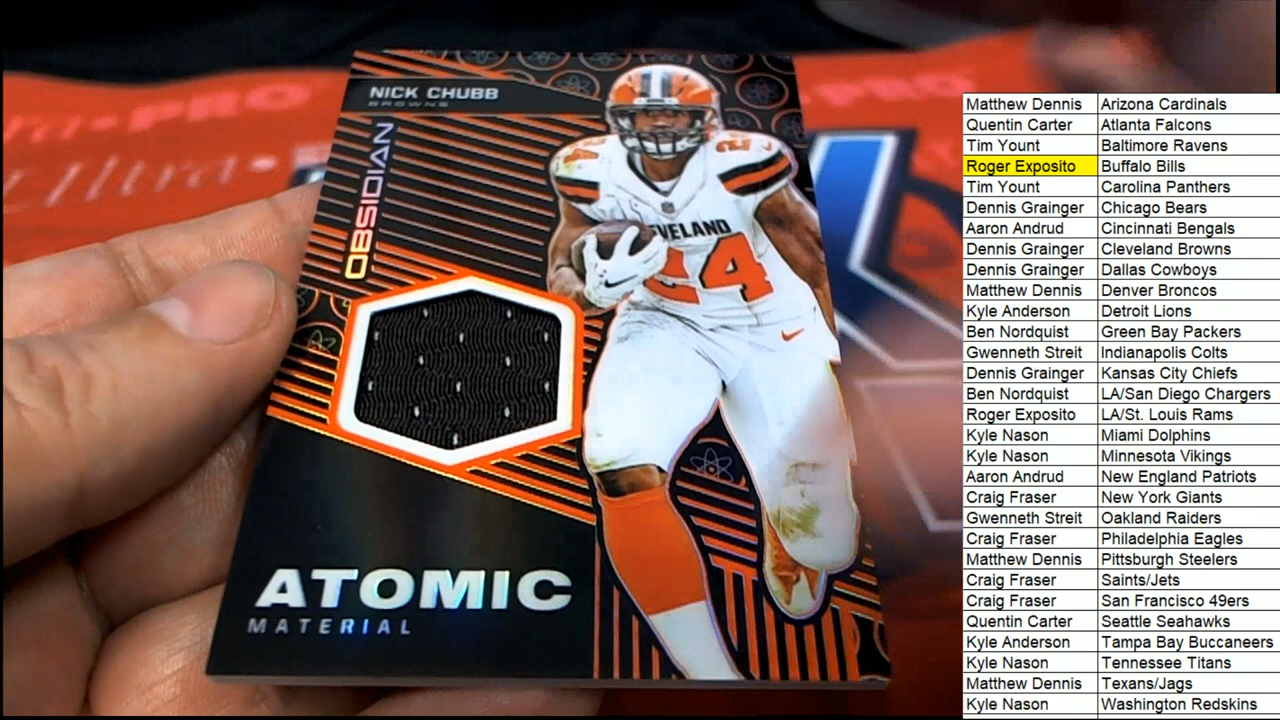 NICK CHUBB
BROWNS
OBSIDIAN
24
CLEVELAND
24
ATOMIC
MATERIAL
Ultra
PRO
Matthew Dennis Arizona Cardinals
Quentin Carter Atlanta Falcons
Tim Yount Baltimore Ravens
Roger Exposito Buffalo Bills
Tim Yount Carolina Panthers
Dennis Grainger Chicago Bears
Aaron Andrud Cincinnati Bengals
Dennis Grainger Cleveland Browns
Dennis Grainger Dallas Cowboys
Matthew Dennis Denver Broncos
Kyle Anderson Detroit Lions
Ben Nordquist Green Bay Packers
Gwenneth Streit Indianapolis Colts
Dennis Grainger Kansas City Chiefs
Ben Nordquist LA/San Diego Chargers
Roger Exposito LA/St. Louis Rams
Kyle Nason Miami Dolphins
Kyle Nason Minnesota Vikings
Aaron Andrud New England Patriots
Craig Fraser New York Giants
Gwenneth Streit Oakland Raiders
Craig Fraser Philadelphia Eagles
Matthew Dennis Pittsburgh Steelers
Craig Fraser Saints/Jets
Craig Fraser San Francisco 49ers
Quentin Carter Seattle Seahawks
Kyle Anderson Tampa Bay Buccaneers
Kyle Nason Tennessee Titans
Matthew Dennis Texans/Jags
Kyle Nason Washington Redskins